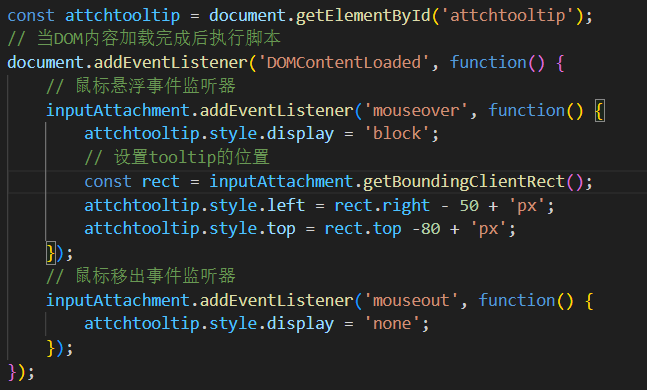 const attchtooltip = document.getElementById('attchtooltip');
// 当DOM内容加载完成后执行脚本
document.addEventListener('DOMContentLoaded', function() {
    // 鼠标悬浮事件监听器
    inputAttachment.addEventListener('mouseover', function() {
        attchtooltip.style.display = 'block';
        // 设置tooltip的位置
        const rect = inputAttachment.getBoundingClientRect();
        attchtooltip.style.left = rect.right - 50 + 'px';
        attchtooltip.style.top = rect.top -80 + 'px';
    });
    // 鼠标移出事件监听器
    inputAttachment.addEventListener('mouseout', function() {
        attchtooltip.style.display = 'none';
    });
});